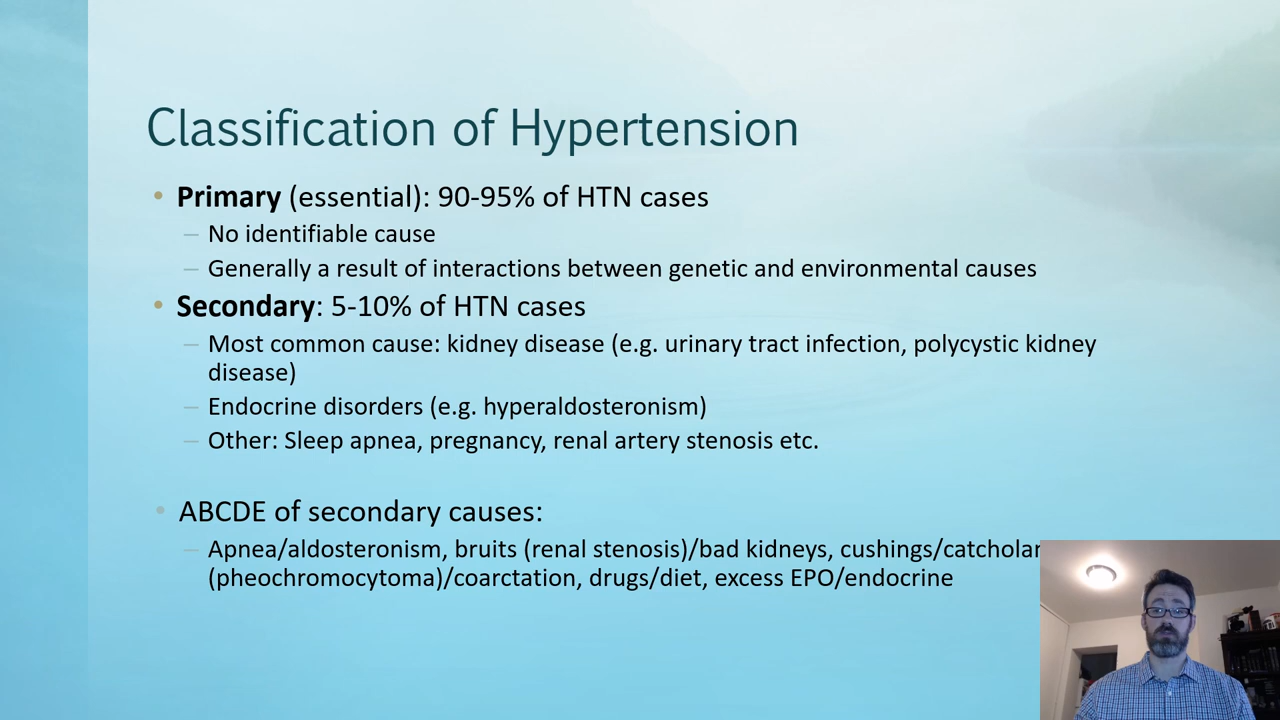 Classification of Hypertension
• Primary (essential): 90-95% of HTN cases
– No identifiable cause
– Generally a result of interactions between genetic and environmental causes
• Secondary: 5-10% of HTN cases
– Most common cause: kidney disease (e.g. urinary tract infection, polycystic kidney
disease)
– Endocrine disorders (e.g. hyperaldosteronism)
– Other: Sleep apnea, pregnancy, renal artery stenosis etc.
• ABCDE of secondary causes:
– Apnea/aldosteronism, bruits (renal stenosis)/bad kidneys,
(pheochromocytoma)/coarctation, drugs/diet, excess EPO/endocrine